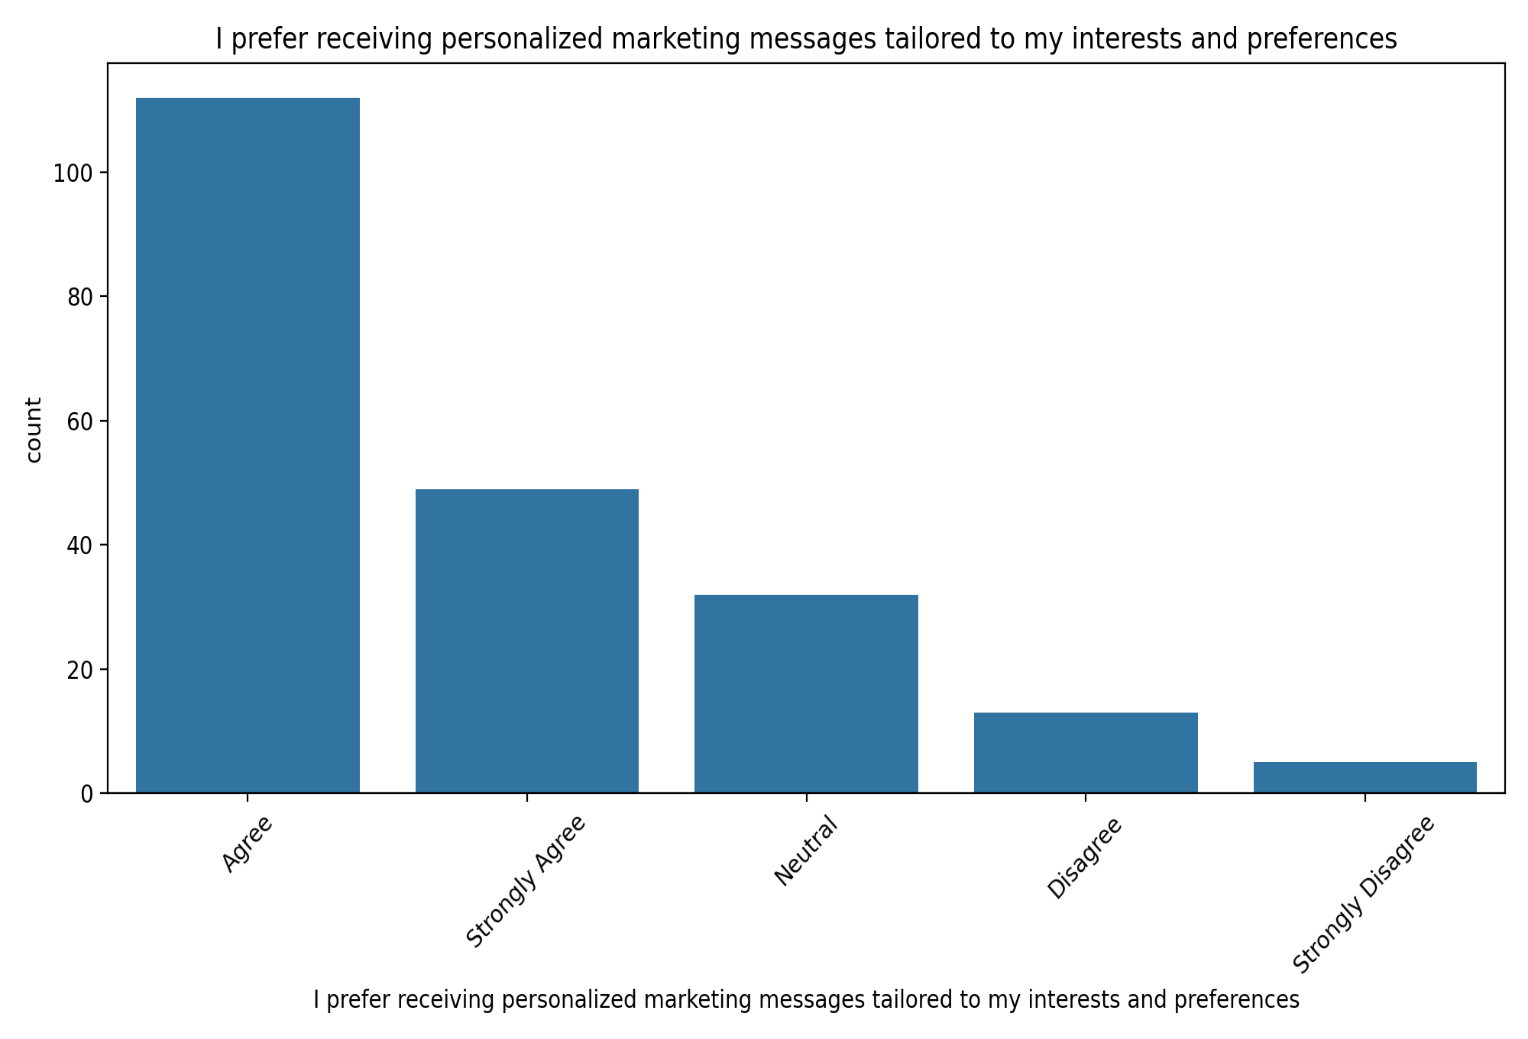 I prefer receiving personalized marketing messages tailored to my interests and preferences
count
100
80
60
40
20
0
Agree
Strongly Agree
Neutral
Disagree
Strongly Disagree
I prefer receiving personalized marketing messages tailored to my interests and preferences